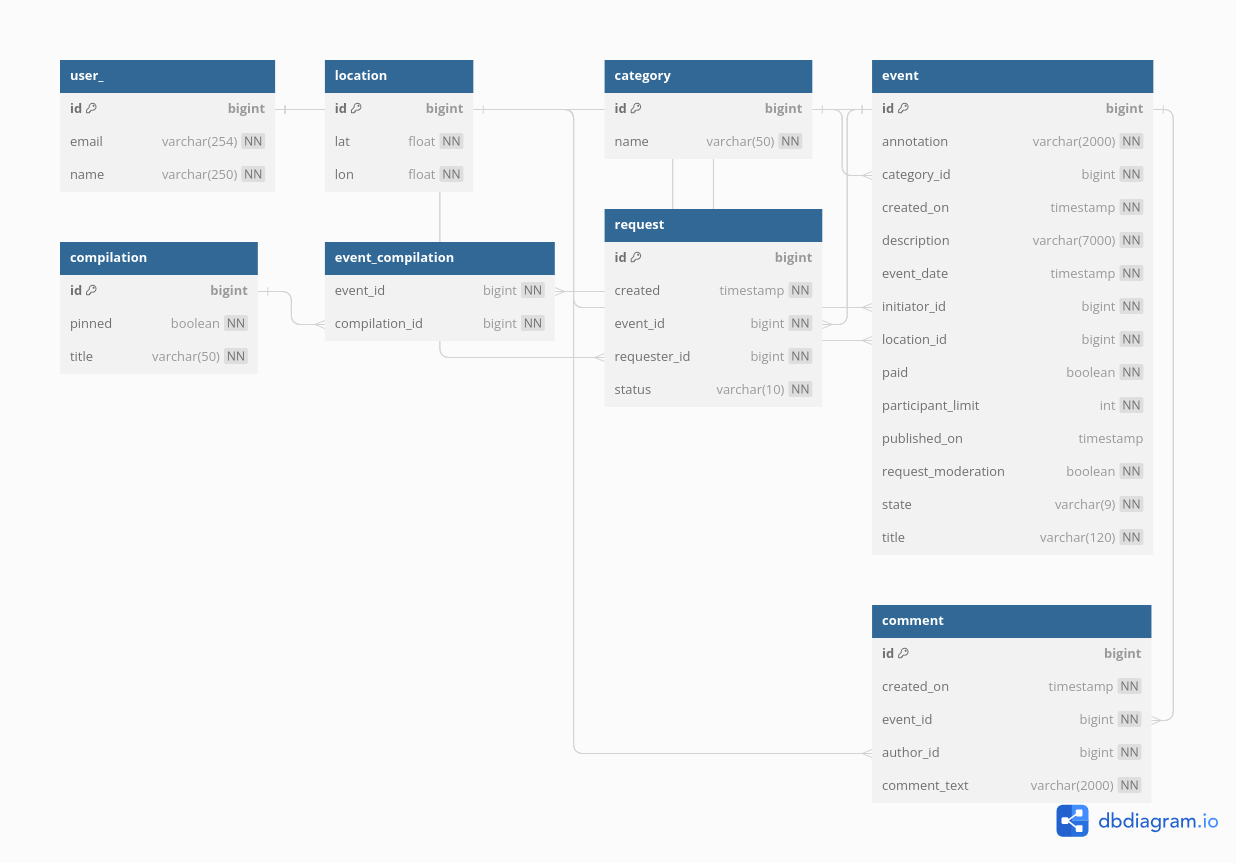 user_
id bigint
email varchar(254) NN
name varchar(250) NN
location
id bigint
lat float NN
lon float NN
category
id bigint
name varchar(50) NN
event
id bigint
annotation varchar(2000) NN
category_id bigint NN
created_on timestamp NN
description varchar(7000) NN
event_date timestamp NN
initiator_id bigint NN
location_id bigint NN
paid boolean NN
participant_limit int NN
published_on timestamp
request_moderation boolean NN
state varchar(9) NN
title varchar(120) NN
compilation
id bigint
pinned boolean NN
title varchar(50) NN
event_compilation
event_id bigint NN
compilation_id bigint NN
request
id bigint
created timestamp NN
event_id bigint NN
requester_id bigint NN
status varchar(10) NN
comment
id bigint
created_on timestamp NN
event_id bigint NN
author_id bigint NN
comment_text varchar(2000) NN
dbdiagram.io